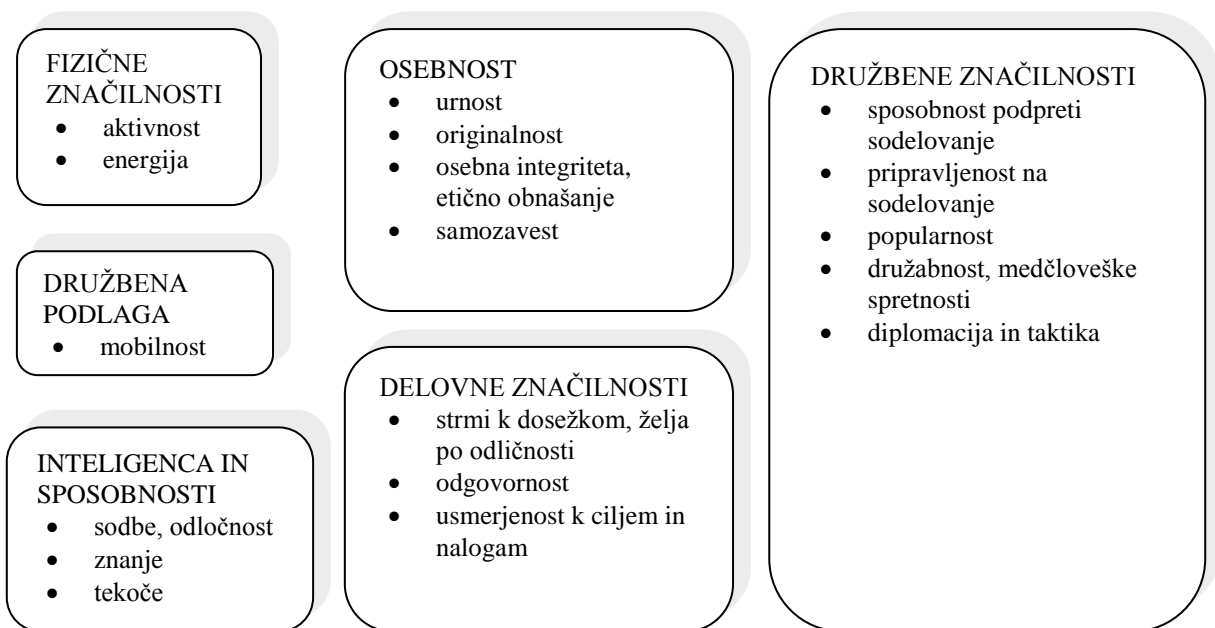 FIZIČNE
ZNAČILNOSTI
• aktivnost
• energija
DRUŽBENA
PODLAGA
• mobilnost
INTELIGENCA IN
SPOSOBNOSTI
• sodbe, odločnost
• znanje
• tekoče
OSEBNOST
• urnost
• originalnost
• osebna integriteta,
etično obnašanje
• samozavest
DELOVNE ZNAČILNOSTI
• strmi k dosežkom, želja
po odličnosti
• odgovornost
• usmerjenost k ciljem in
nalogam
DRUŽBENE ZNAČILNOSTI
• sposobnost podpreti
sodelovanje
• pripravljenost na
sodelovanje
• popularnost
• družabnost, medčloveške
spretnosti
• diplomacija in taktika